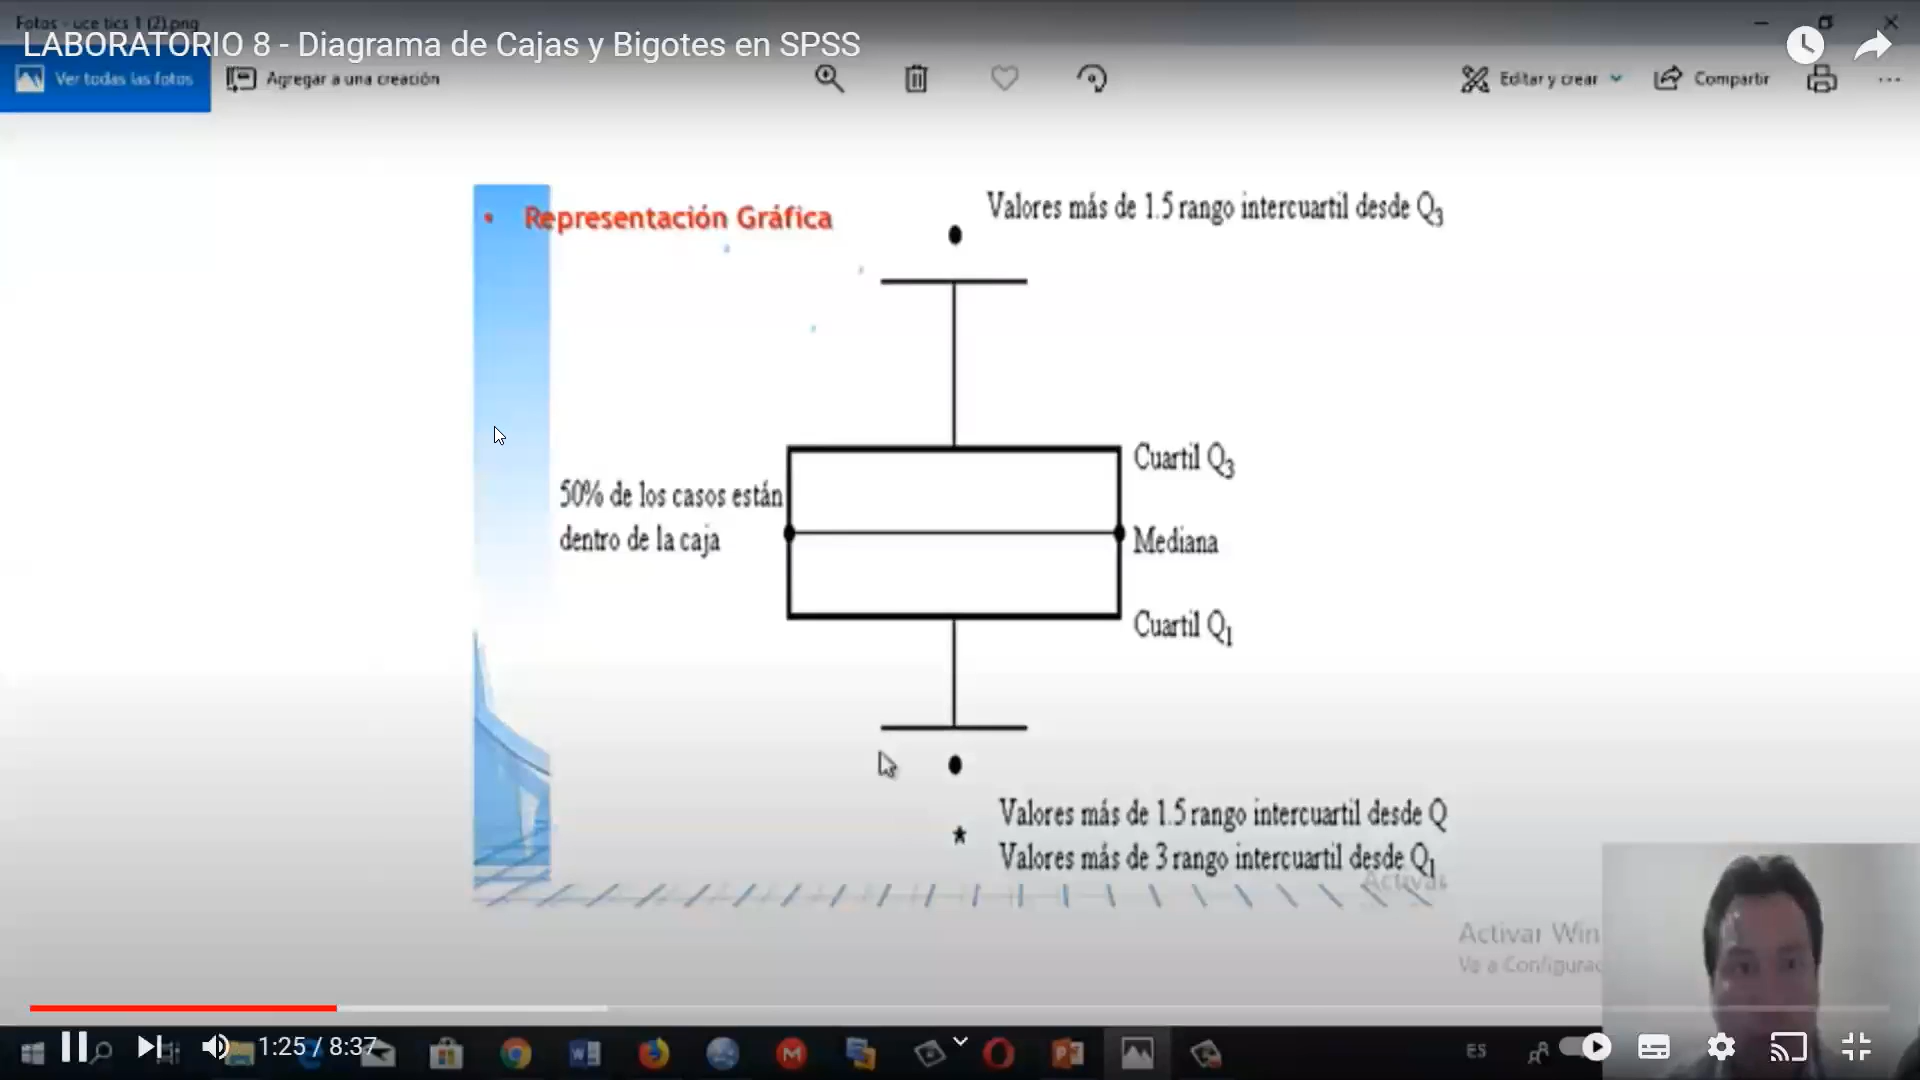 Fotos - uce tics 1 (2).png
LABORATORIO 8 - Diagrama de Cajas y Bigotes en SPSS
Ver todas las fotos
Agregar a una creación
Editar y crear
Compartir
Representación Gráfica
Valores más de 1.5 rango intercuartil desde Q3
Cuartil Q3
50% de los casos están
dentro de la caja
Mediana
Cuartil Q1
Valores más de 1.5 rango intercuartil desde Q
Valores más de 3 rango intercuartil desde Q1
Activar Win
Ve a Configurac
1:25 / 8:37
ES